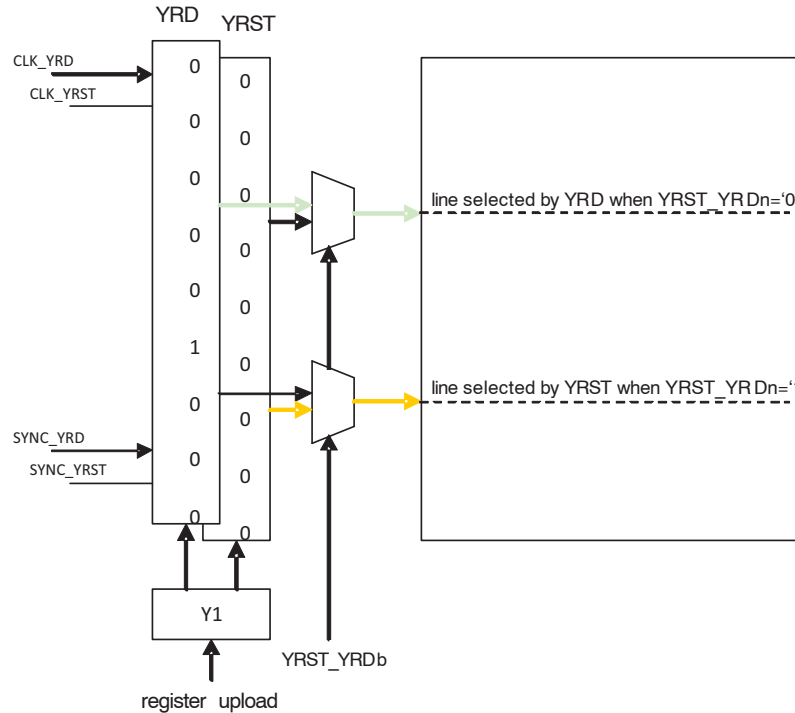 YRD
YRST
CLK_YRD
CLK_YRST
0
0
0
0
0
1
0
0
0
0
0
0
0
0
0
0
0
0
line selected by YRD when YRST_YRDn=‘0
line selected by YRST when YRST_YRDn=‘
SYNC_YRD
SYNC_YRST
Y1
YRST_YRDb
register upload